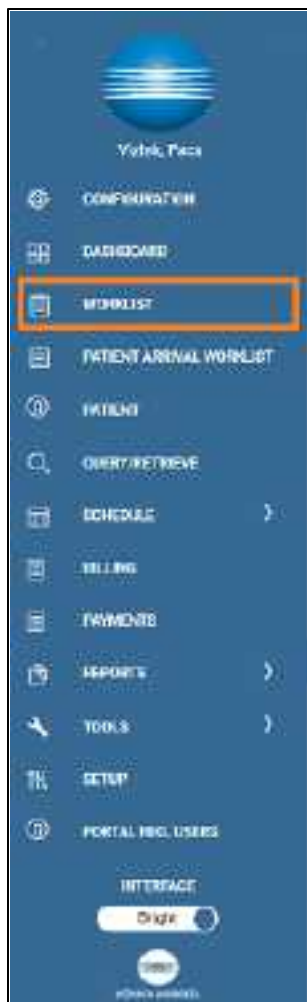 CONFIGURATION
DASHBOARD
WORKLIST
PATIENT ARRIVAL WORKLIST
PATIENT
QUERY/RETRIEVE
SCHEDULE
BILLING
PAYMENTS
REPORTS
TOOLS
SETUP
PORTAL REG. USERS
INTERFACE
Bright